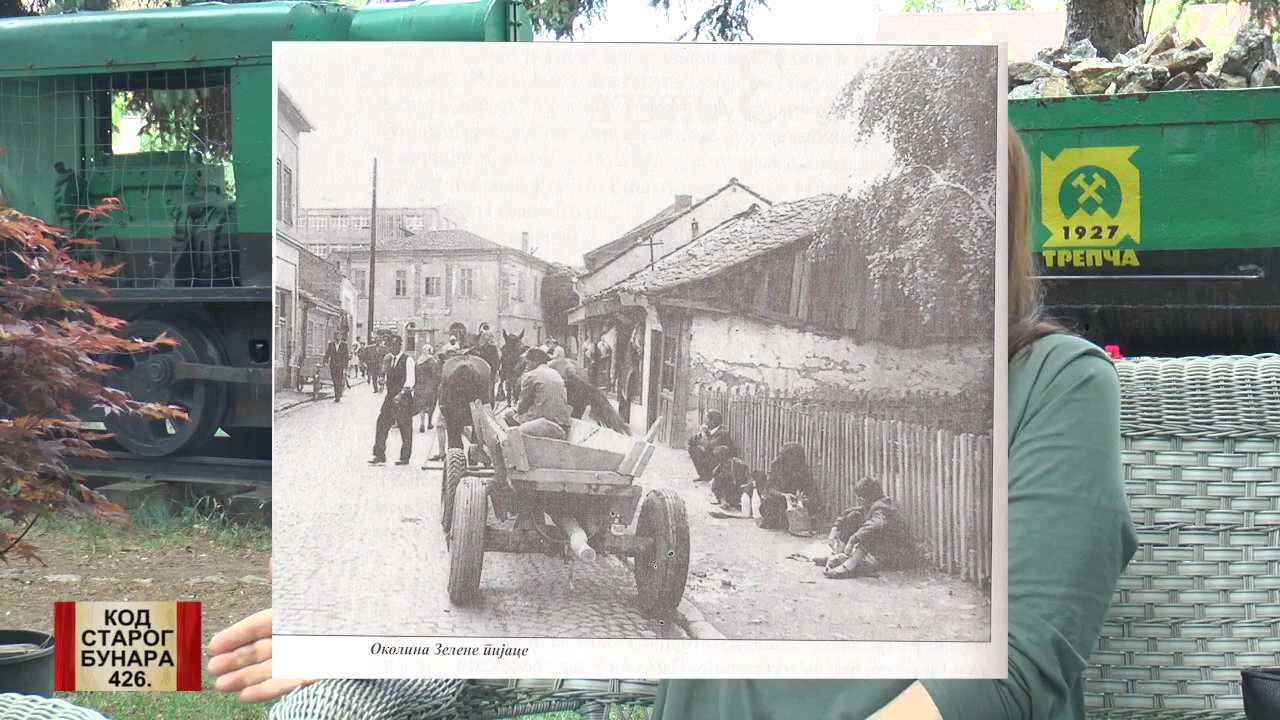 1927
ТРЕПЧА
Околина Зелене пијаце
КОД
СТАРОГ
БУНАРА
426.